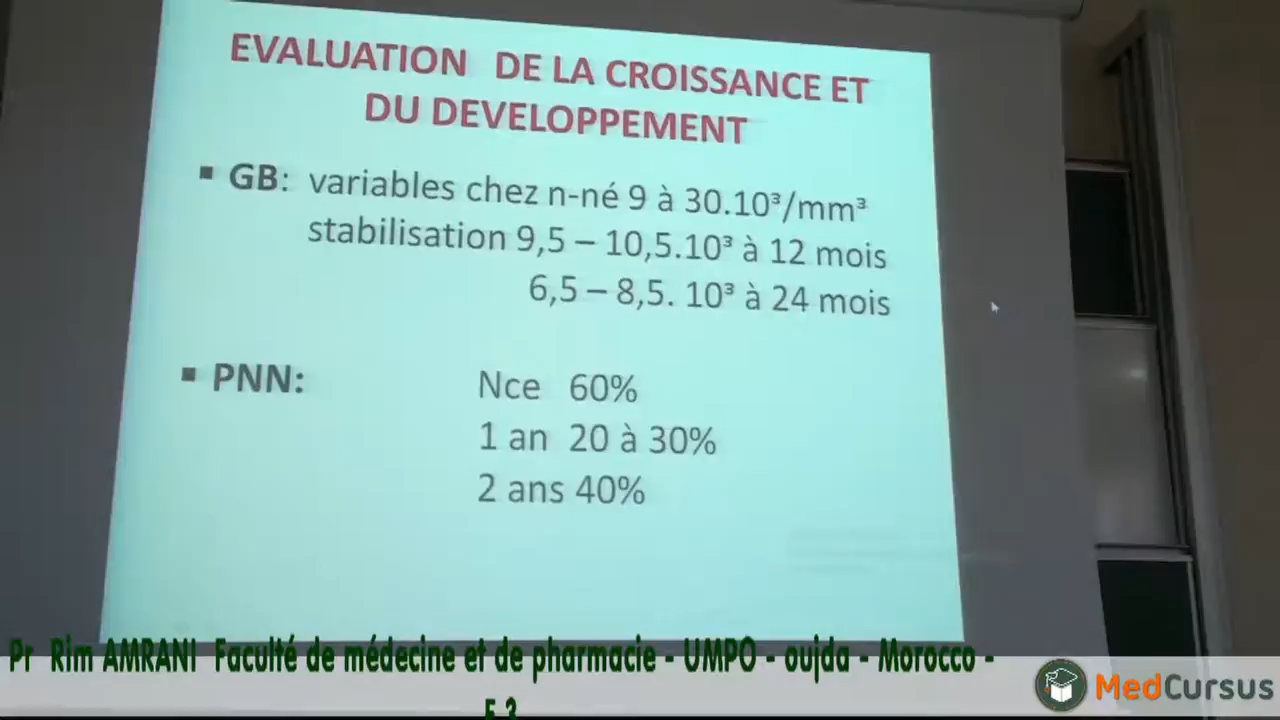 EVALUATION DE LA CROISSANCE ET
DU DEVELOPPEMENT
▪ GB: variables chez n-né 9 à 30.10³/mm³
stabilisation 9,5 – 10,5.10³ à 12 mois
6,5 – 8,5. 10³ à 24 mois
▪ PNN: Nce 60%
1 an 20 à 30%
2 ans 40%
Pr Rim AMRANI Faculté de médecine et de pharmacie - UMPO - oujda - Morocco -
MedCursus